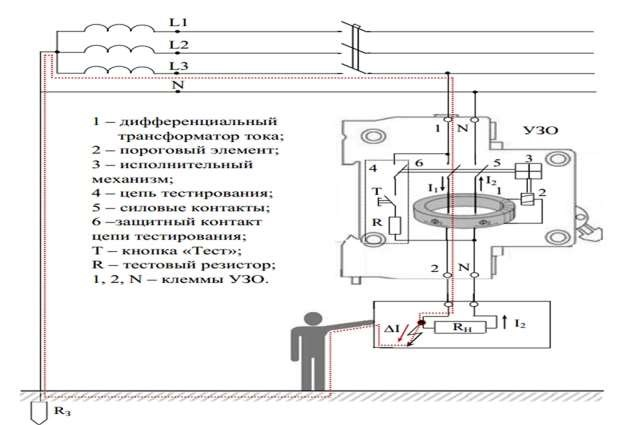 L1
L2
L3
N
1 – дифференциальный
трансформатор тока;
2 – пороговый элемент;
3 – исполнительный
механизм;
4 – цепь тестирования;
5 – силовые контакты;
6 –защитный контакт
цепи тестирования;
Т – кнопка «Тест»;
R – тестовый резистор;
1, 2, N – клеммы УЗО.
1 N УЗО
4 6 5 3
I₁ I₂
T 1 2
R
2 N
ΔI Rн I₂
Rз